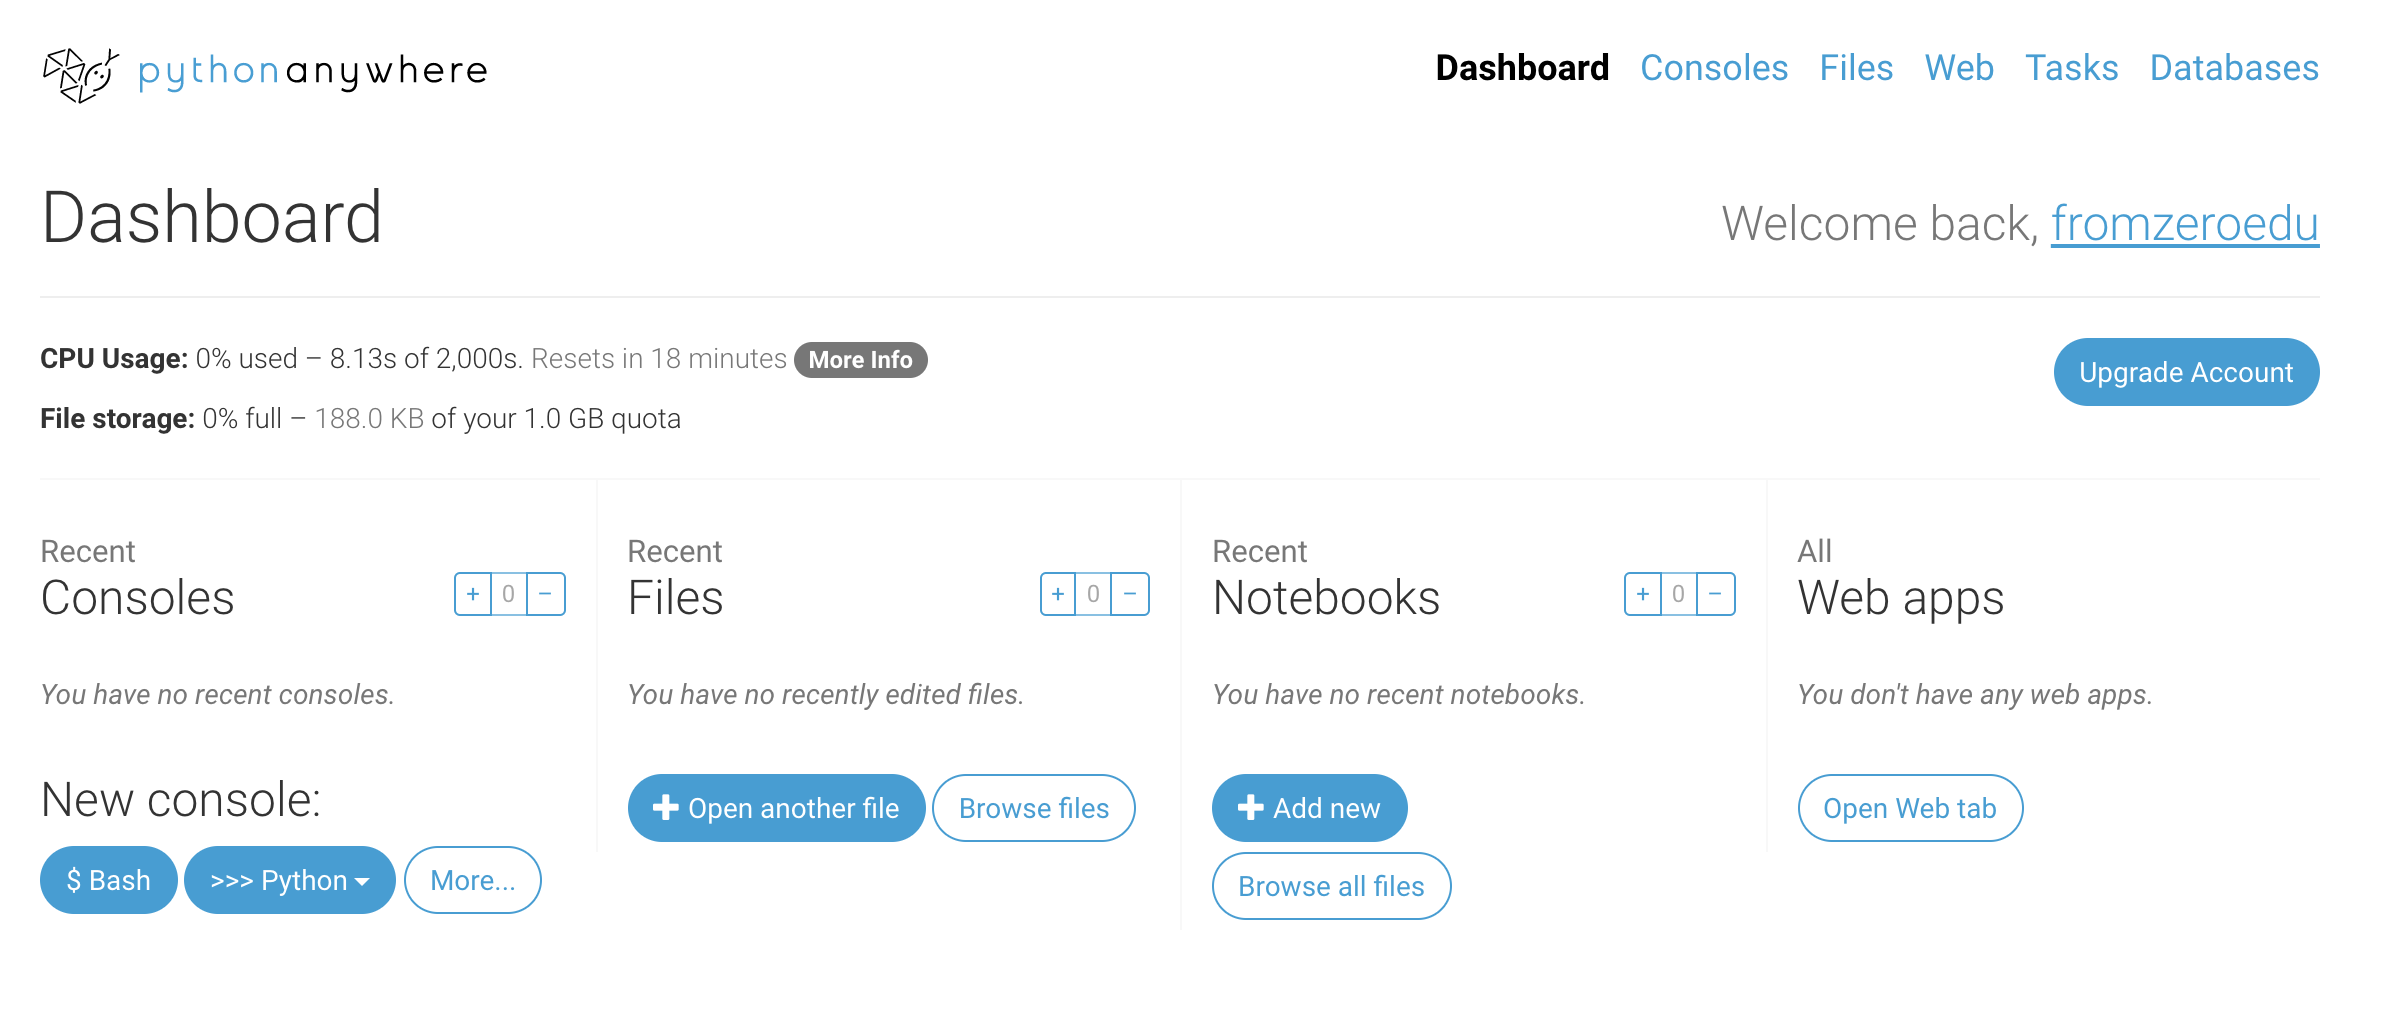 pythonanywhere
Dashboard Consoles Files Web Tasks Databases
Dashboard
Welcome back, fromzeroedu
CPU Usage: 0% used – 8.13s of 2,000s. Resets in 18 minutes More Info
Upgrade Account
File storage: 0% full – 188.0 KB of your 1.0 GB quota
Recent
Consoles
+ 0 −
You have no recent consoles.
New console:
$ Bash >>> Python More...
Recent
Files
+ 0 −
You have no recently edited files.
Open another file Browse files
Recent
Notebooks
+ 0 −
You have no recent notebooks.
Add new
Browse all files
All
Web apps
You don't have any web apps.
Open Web tab